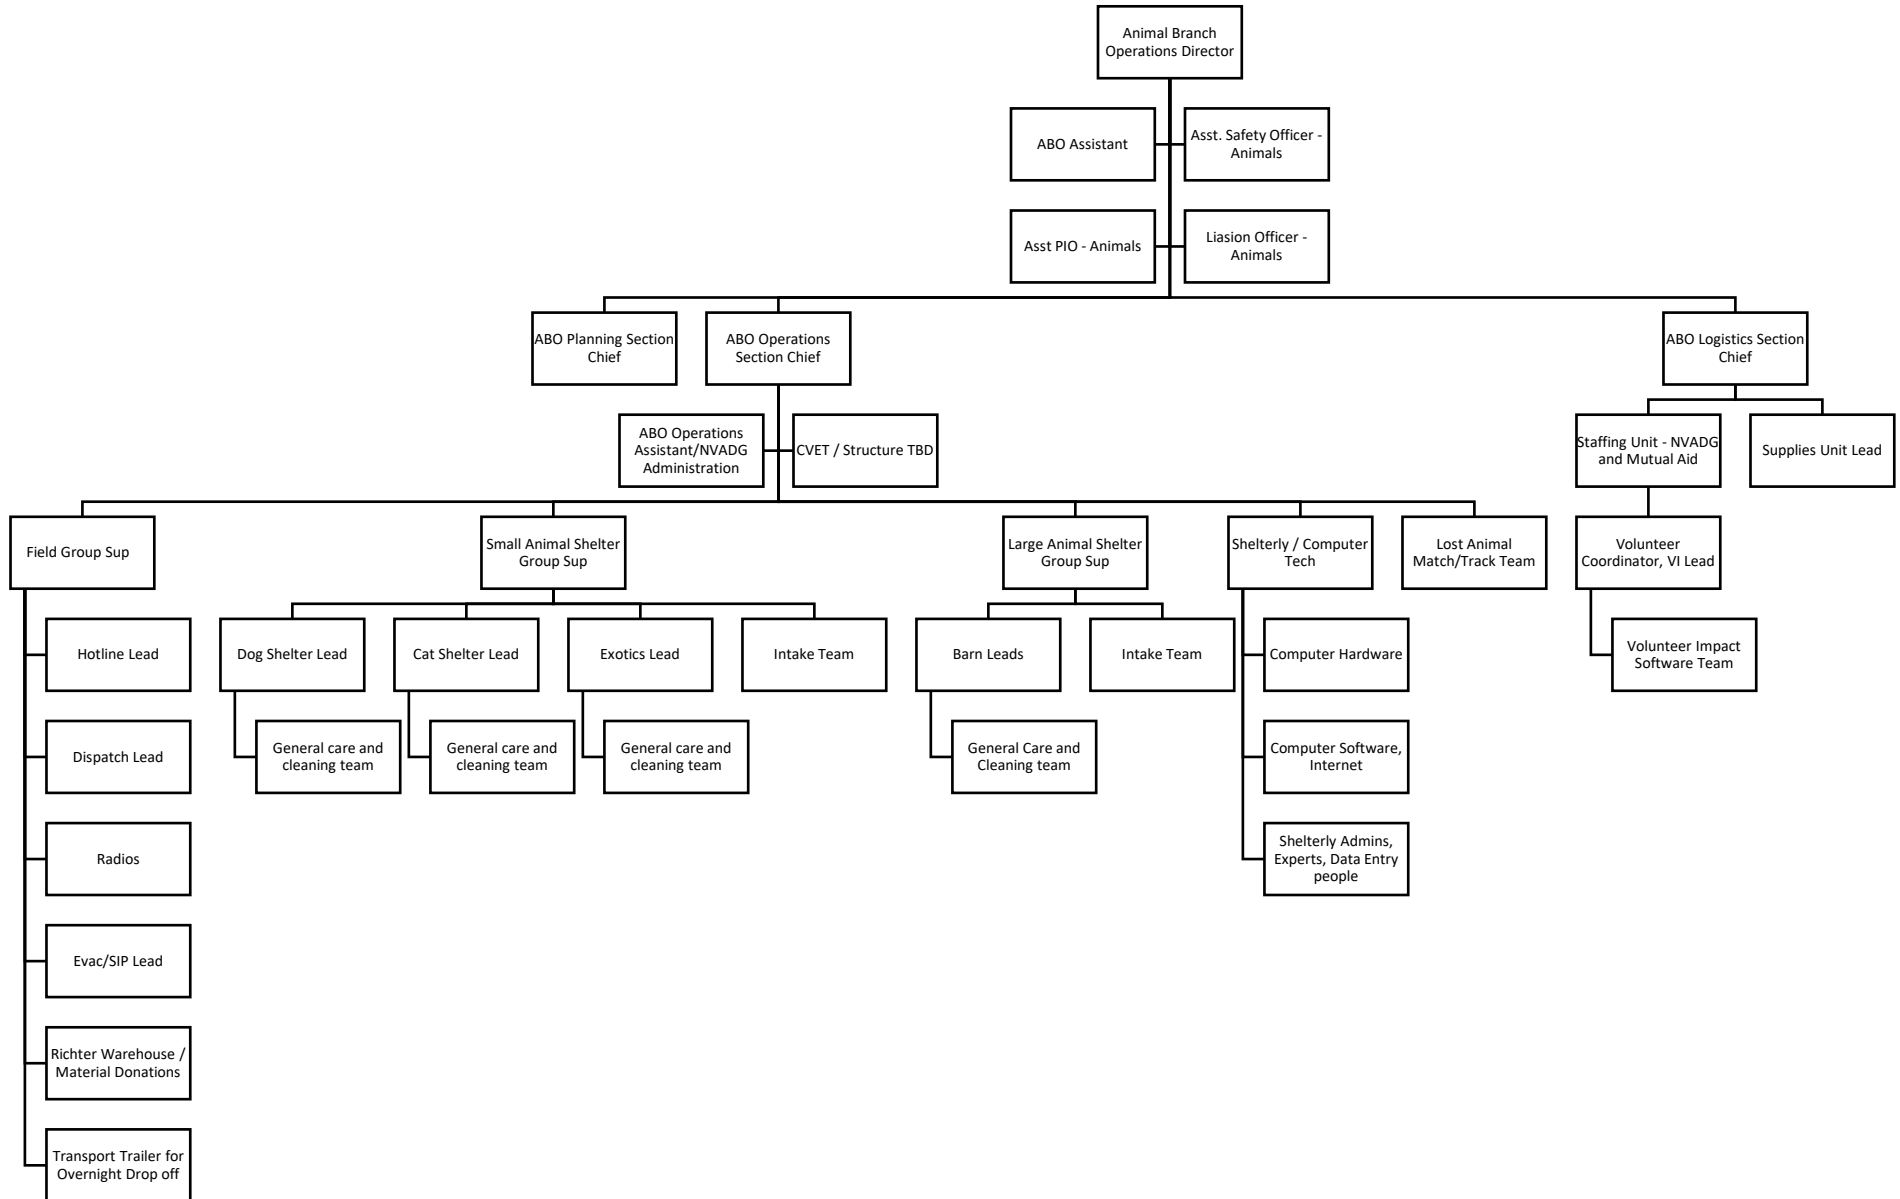 Animal Branch
Operations Director
ABO Assistant
Asst. Safety Officer -
Animals
Asst PIO - Animals
Liasion Officer -
Animals
ABO Planning Section
Chief
ABO Operations
Section Chief
ABO Logistics Section
Chief
ABO Operations
Assistant/NVADG
Administration
CVET / Structure TBD
Staffing Unit - NVADG
and Mutual Aid
Supplies Unit Lead
Field Group Sup
Small Animal Shelter
Group Sup
Large Animal Shelter
Group Sup
Shelterly / Computer
Tech
Lost Animal
Match/Track Team
Volunteer
Coordinator, VI Lead
Hotline Lead
Dog Shelter Lead
Cat Shelter Lead
Exotics Lead
Intake Team
Barn Leads
Intake Team
Computer Hardware
Volunteer Impact
Software Team
Dispatch Lead
General care and
cleaning team
General care and
cleaning team
General care and
cleaning team
General Care and
Cleaning team
Computer Software,
Internet
Radios
Shelterly Admins,
Experts, Data Entry
people
Evac/SIP Lead
Richter Warehouse /
Material Donations
Transport Trailer for
Overnight Drop off